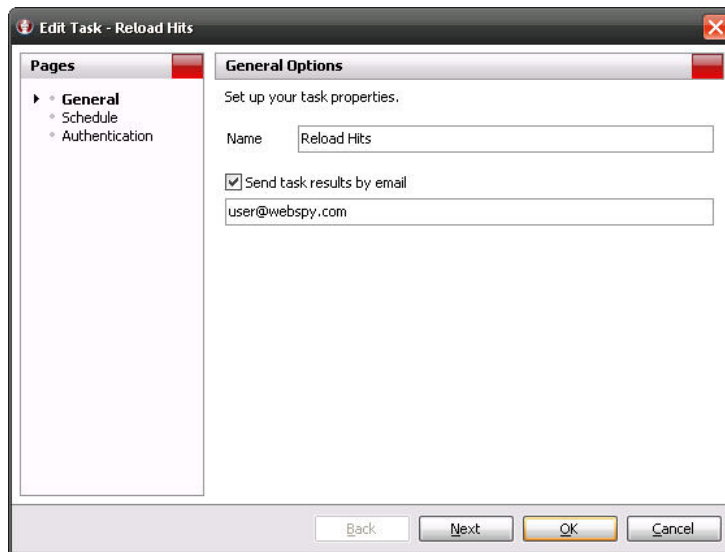 Edit Task - Reload Hits
Pages
General
Schedule
Authentication
General Options
Set up your task properties.
Name Reload Hits
Send task results by email
user@webspy.com
Back Next OK Cancel